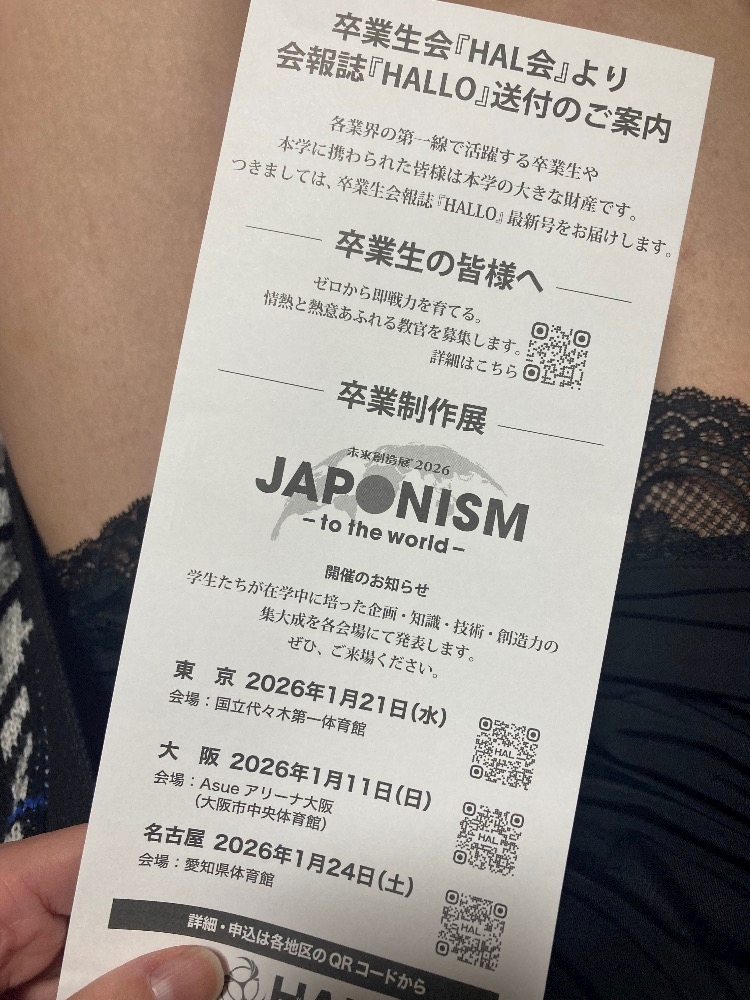 卒業生会『HAL会』より
会報誌『HALLO』送付のご案内
各業界の第一線で活躍する卒業生や
本学に携わられた皆様は本学の大きな財産です。
つきましては、卒業生会報誌『HALLO』最新号をお届けします。
卒業生の皆様へ
ゼロから即戦力を育てる。
情熱と熱意あふれる教官を募集します。
詳細はこちら
卒業制作展
未来創造展 2026
JAPONISM
– to the world –
開催のお知らせ
学生たちが在学中に培った企画・知識・技術・創造力の
集大成を各会場にて発表します。
ぜひ、ご来場ください。
東 京 2026年1月21日(水)
会場：国立代々木第一体育館
HAL
大 阪 2026年1月11日(日)
会場：Asue アリーナ大阪
(大阪市中央体育館)
HAL
名古屋 2026年1月24日(土)
会場：愛知県体育館
HAL
詳細・申込は各地区のQRコードから